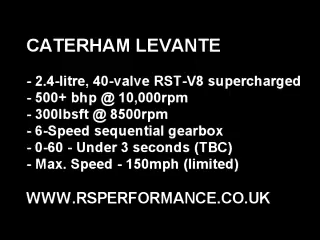 CATERHAM LEVANTE
- 2.4-litre, 40-valve RST-V8 supercharged
- 500+ bhp @ 10,000rpm
- 300lbsft @ 8500rpm
- 6-Speed sequential gearbox
- 0-60 - Under 3 seconds (TBC)
- Max. Speed - 150mph (limited)
WWW.RSPERFORMANCE.CO.UK